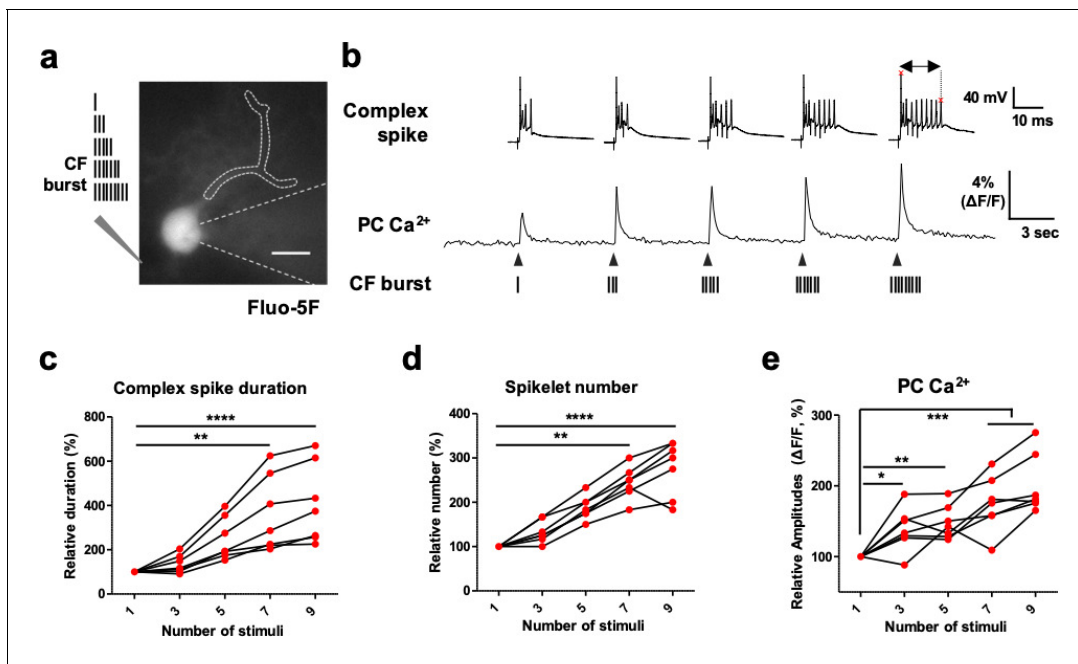 a
CF
burst
Fluo-5F
b
Complex
spike
40 mV
10 ms
PC Ca²⁺
4%
(ΔF/F)
3 sec
CF burst
c
Complex spike duration
Relative duration (%)
800
600
400
200
0
****
**
1 3 5 7 9
Number of stimuli
d
Spikelet number
Relative number (%)
400
300
200
100
0
****
**
1 3 5 7 9
Number of stimuli
e
PC Ca²⁺
Relative Amplitudes (ΔF/F, %)
300
200
100
***
**
*
1 3 5 7 9
Number of stimuli